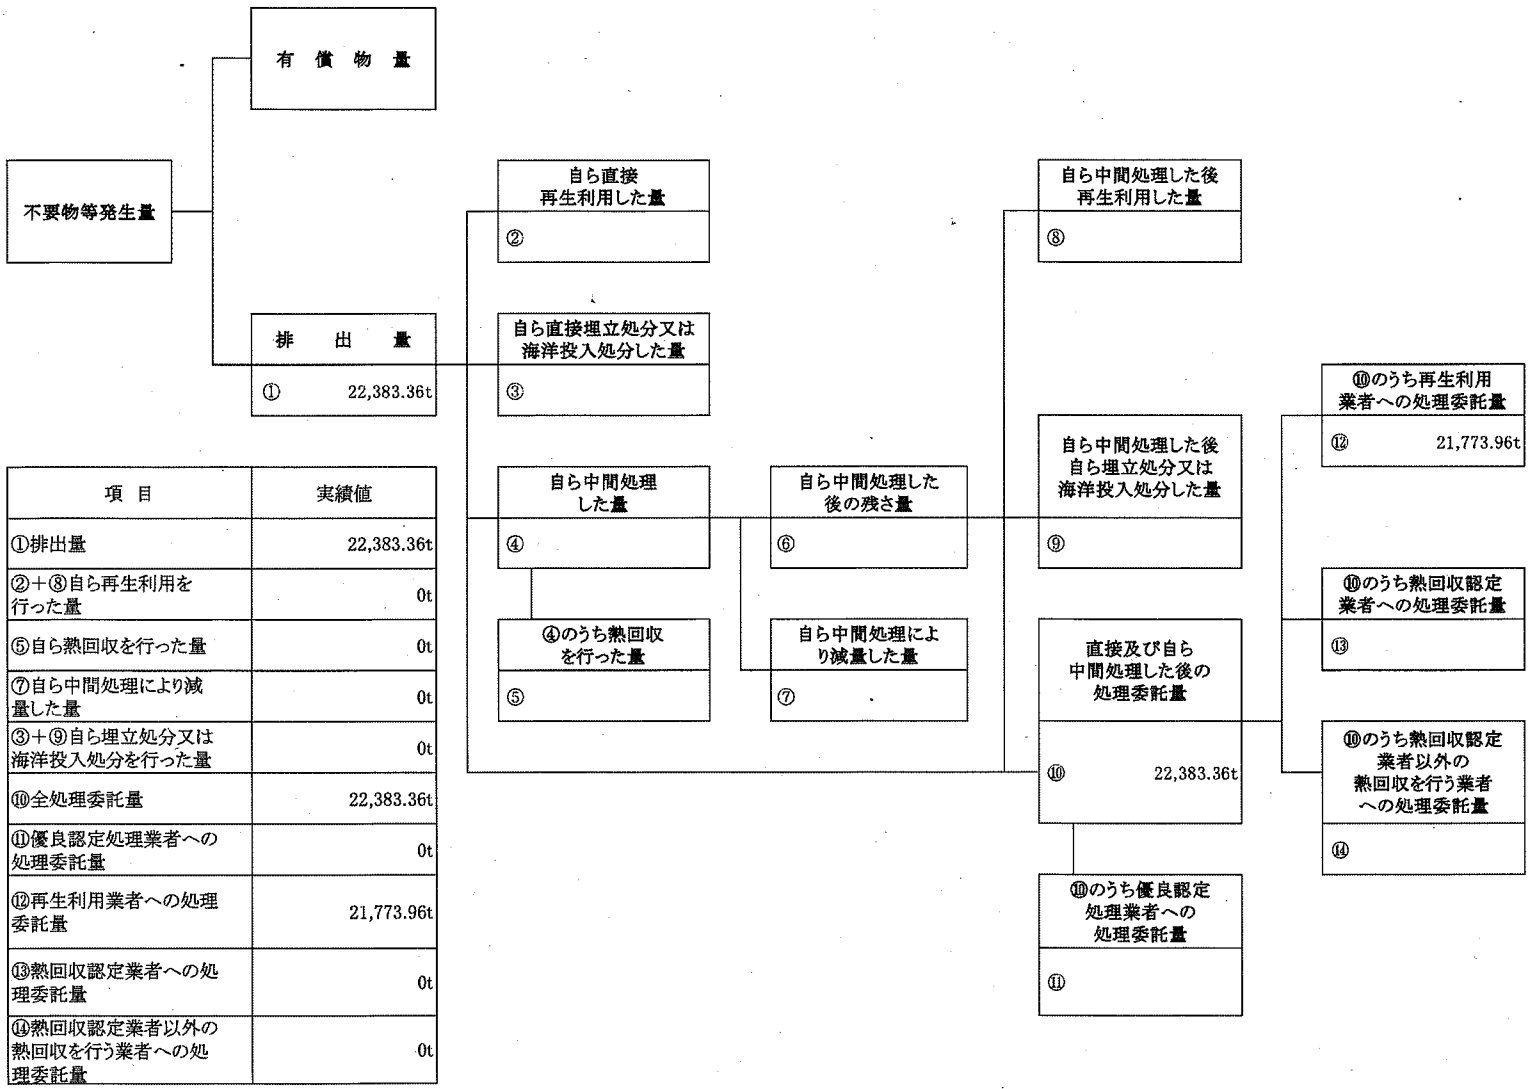 有償物量
不要物等発生量
排出量
① 22,383.36t
自ら直接
再生利用した量
②
自ら直接埋立処分又は
海洋投入処分した量
③
自ら中間処理
した量
④
④のうち熱回収
を行った量
⑤
自ら中間処理した
後の残さ量
⑥
自ら中間処理によ
り減量した量
⑦
自ら中間処理した後
再生利用した量
⑧
自ら中間処理した後
自ら埋立処分又は
海洋投入処分した量
⑨
直接及び自ら
中間処理した後の
処理委託量
⑩ 22,383.36t
⑩のうち優良認定
処理業者への
処理委託量
⑪
⑩のうち再生利用
業者への処理委託量
⑫ 21,773.96t
⑩のうち熱回収認定
業者への処理委託量
⑬
⑩のうち熱回収認定
業者以外の
熱回収を行う業者
への処理委託量
⑭
項目 実績値
①排出量 22,383.36t
②＋⑧自ら再生利用を
行った量 0t
⑤自ら熱回収を行った量 0t
⑦自ら中間処理により減
量した量 0t
③＋⑨自ら埋立処分又は
海洋投入処分を行った量 0t
⑩全処理委託量 22,383.36t
⑪優良認定処理業者への
処理委託量 0t
⑫再生利用業者への処理
委託量 21,773.96t
⑬熱回収認定業者への処
理委託量 0t
⑭熱回収認定業者以外の
熱回収を行う業者への処
理委託量 0t